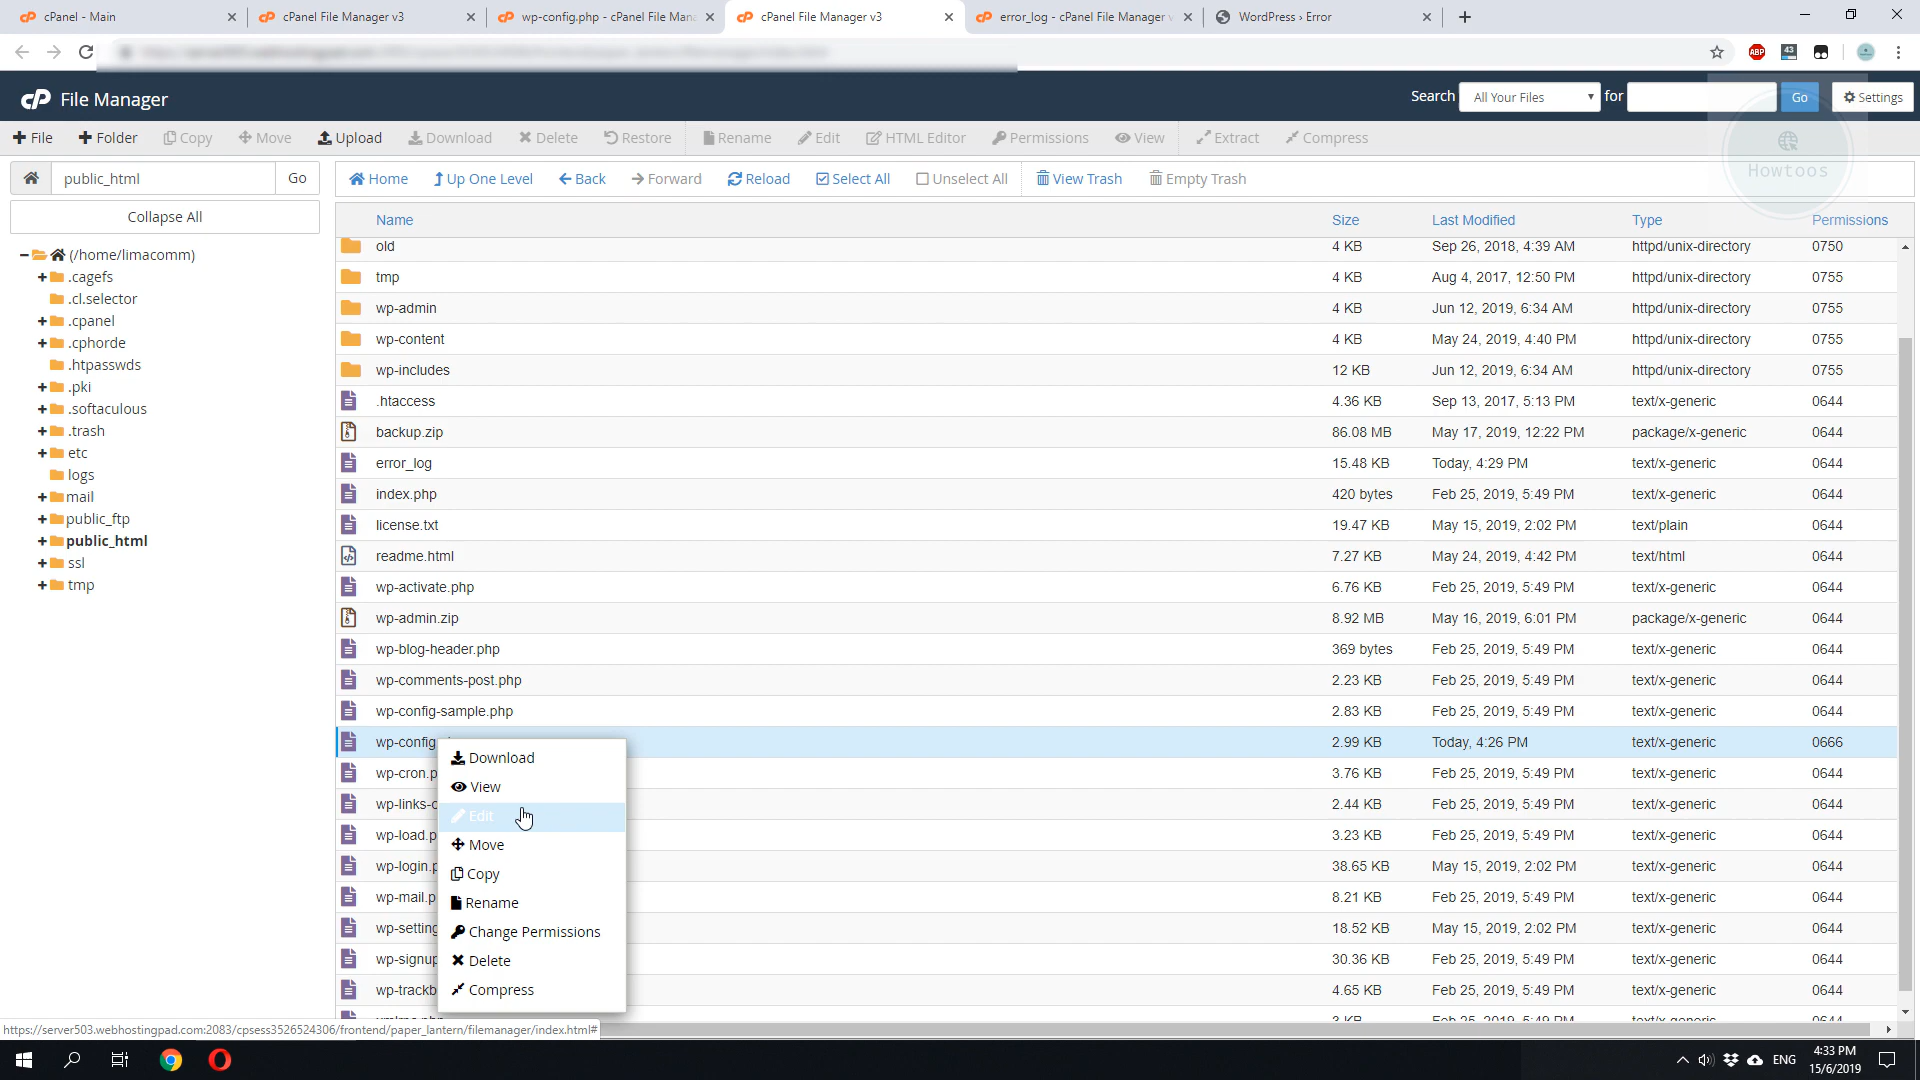 cPanel - Main
cPanel File Manager v3
wp-config.php - cPanel File Mana
cPanel File Manager v3
error_log - cPanel File Manager v
WordPress › Error
ABP
43
cP File Manager
Search All Your Files for Go Settings
File Folder Copy Move Upload Download Delete Restore Rename Edit HTML Editor Permissions View Extract Compress
Howtoos
public_html Go
Home Up One Level Back Forward Reload Select All Unselect All View Trash Empty Trash
Collapse All
(/home/limacomm)
.cagefs
.cl.selector
.cpanel
.cphorde
.htpasswds
.pki
.softaculous
.trash
etc
logs
mail
public_ftp
public_html
ssl
tmp
Name Size Last Modified Type Permissions
old 4 KB Sep 26, 2018, 4:39 AM httpd/unix-directory 0750
tmp 4 KB Aug 4, 2017, 12:50 PM httpd/unix-directory 0755
wp-admin 4 KB Jun 12, 2019, 6:34 AM httpd/unix-directory 0755
wp-content 4 KB May 24, 2019, 4:40 PM httpd/unix-directory 0755
wp-includes 12 KB Jun 12, 2019, 6:34 AM httpd/unix-directory 0755
.htaccess 4.36 KB Sep 13, 2017, 5:13 PM text/x-generic 0644
backup.zip 86.08 MB May 17, 2019, 12:22 PM package/x-generic 0644
error_log 15.48 KB Today, 4:29 PM text/x-generic 0644
index.php 420 bytes Feb 25, 2019, 5:49 PM text/x-generic 0644
license.txt 19.47 KB May 15, 2019, 2:02 PM text/plain 0644
readme.html 7.27 KB May 24, 2019, 4:42 PM text/html 0644
wp-activate.php 6.76 KB Feb 25, 2019, 5:49 PM text/x-generic 0644
wp-admin.zip 8.92 MB May 16, 2019, 6:01 PM package/x-generic 0644
wp-blog-header.php 369 bytes Feb 25, 2019, 5:49 PM text/x-generic 0644
wp-comments-post.php 2.23 KB Feb 25, 2019, 5:49 PM text/x-generic 0644
wp-config-sample.php 2.83 KB Feb 25, 2019, 5:49 PM text/x-generic 0644
wp-config 2.99 KB Today, 4:26 PM text/x-generic 0666
wp-cron.p 3.76 KB Feb 25, 2019, 5:49 PM text/x-generic 0644
wp-links-o 2.44 KB Feb 25, 2019, 5:49 PM text/x-generic 0644
wp-load.p 3.23 KB Feb 25, 2019, 5:49 PM text/x-generic 0644
wp-login.p 38.65 KB May 15, 2019, 2:02 PM text/x-generic 0644
wp-mail.p 8.21 KB Feb 25, 2019, 5:49 PM text/x-generic 0644
wp-setting 18.52 KB May 15, 2019, 2:02 PM text/x-generic 0644
wp-signup 30.36 KB Feb 25, 2019, 5:49 PM text/x-generic 0644
wp-trackb 4.65 KB Feb 25, 2019, 5:49 PM text/x-generic 0644
Download
View
Edit
Move
Copy
Rename
Change Permissions
Delete
Compress
https://server503.webhostingpad.com:2083/cpsess3526524306/frontend/paper_lantern/filemanager/index.html#
ENG
4:33 PM
15/6/2019